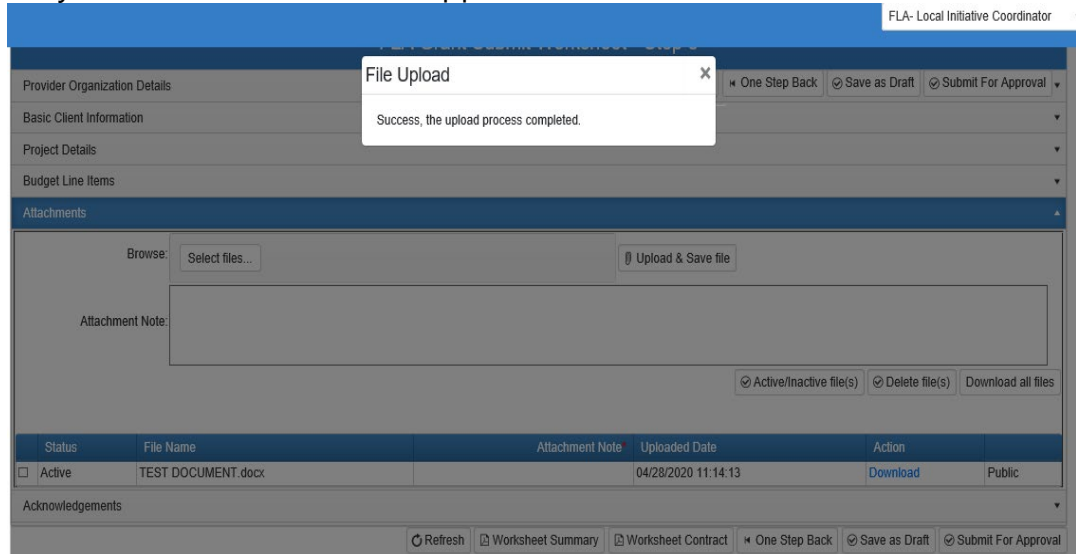 FLA- Local Initiative Coordinator
File Upload
Success, the upload process completed.
One Step Back Save as Draft Submit For Approval
Provider Organization Details
Basic Client Information
Project Details
Budget Line Items
Attachments
Browse: Select files... Upload & Save file
Attachment Note:
Active/Inactive file(s) Delete file(s) Download all files
Status File Name Attachment Note* Uploaded Date Action
Active TEST DOCUMENT.docx 04/28/2020 11:14:13 Download Public
Acknowledgements
Refresh Worksheet Summary Worksheet Contract One Step Back Save as Draft Submit For Approval